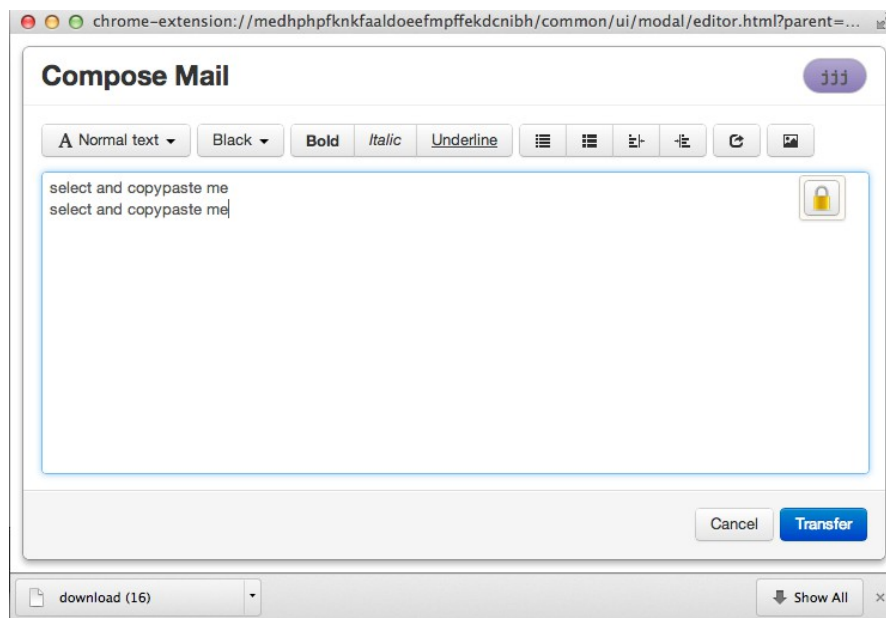 chrome-extension://medhphpfknkfaaldoeefmpffekdcnibh/common/ui/modal/editor.html?parent=...
Compose Mail
jjj
A Normal text Black Bold Italic Underline
select and copypaste me
select and copypaste me
Cancel Transfer
download (16) Show All